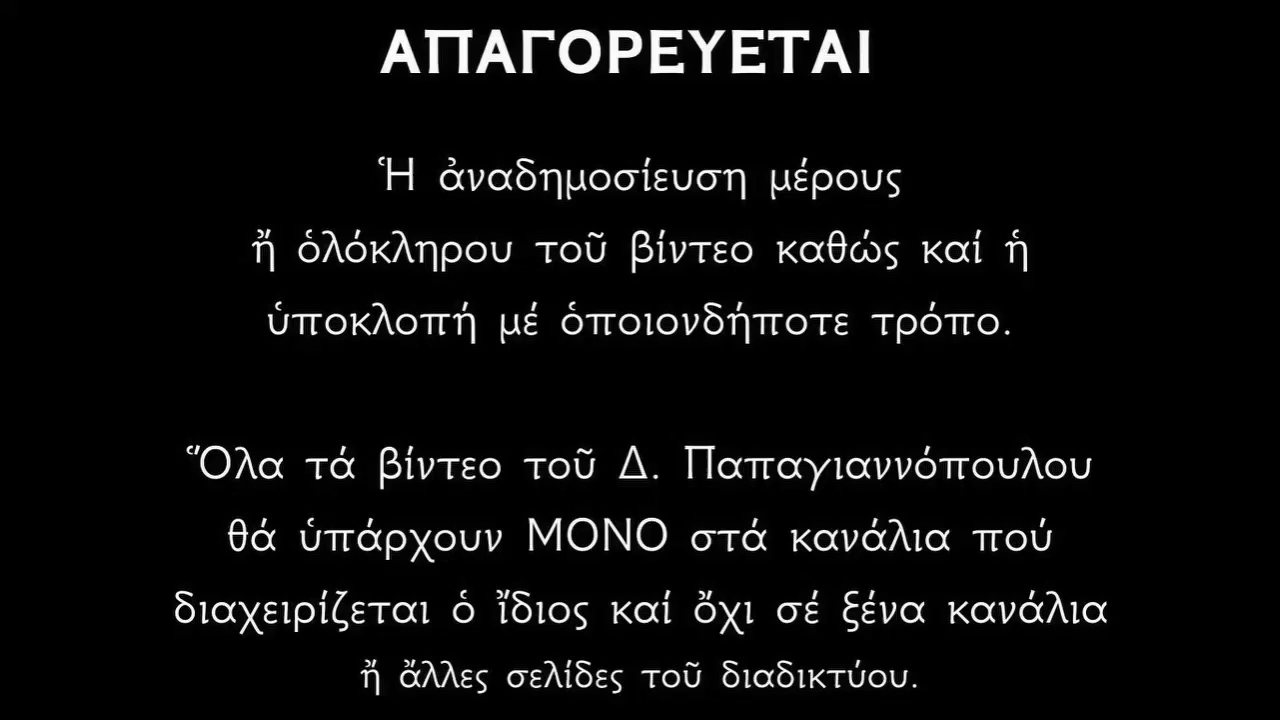 ΑΠΑΓΟΡΕΥΕΤΑΙ
Ἡ ἀναδημοσίευση μέρους
ἤ ὁλόκληρου τοῦ βίντεο καθώς καί ἡ
ὑποκλοπή μέ ὁποιονδήποτε τρόπο.
Ὅλα τά βίντεο τοῦ Δ. Παπαγιαννόπουλου
θά ὑπάρχουν ΜΟΝΟ στά κανάλια πού
διαχειρίζεται ὁ ἴδιος καί ὄχι σέ ξένα κανάλια
ἤ ἄλλες σελίδες τοῦ διαδικτύου.